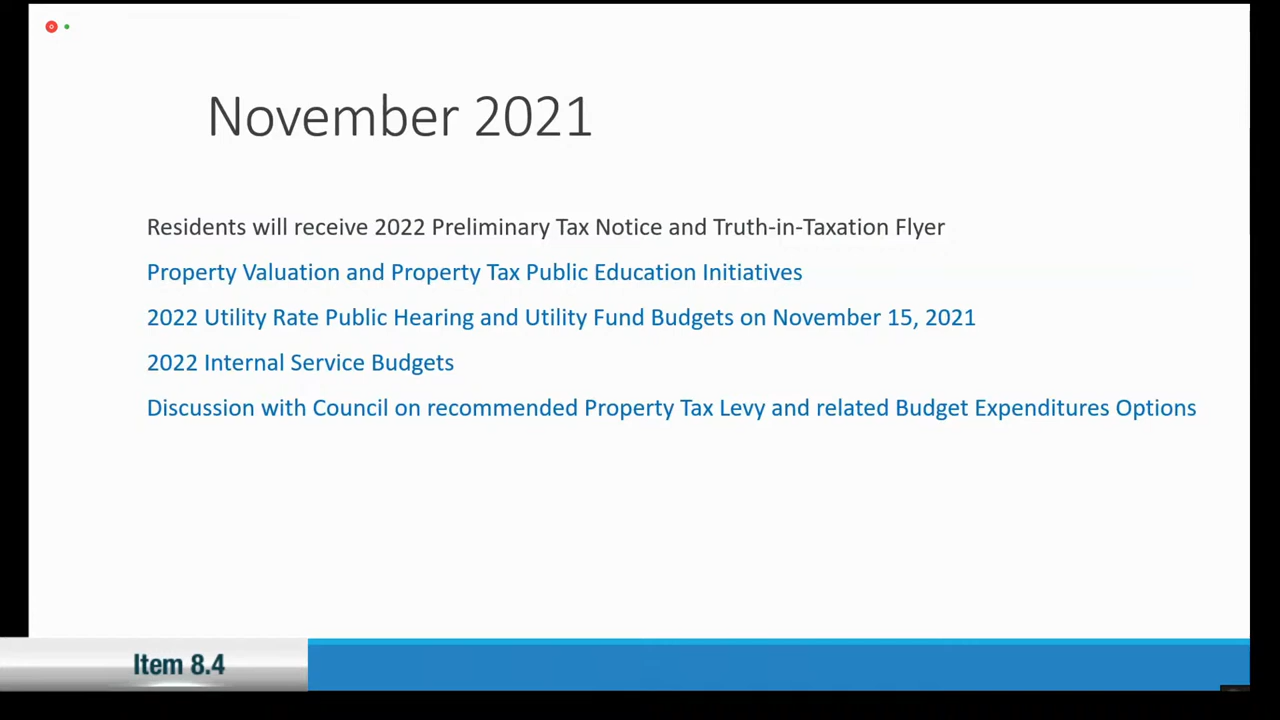 November 2021
Residents will receive 2022 Preliminary Tax Notice and Truth-in-Taxation Flyer
Property Valuation and Property Tax Public Education Initiatives
2022 Utility Rate Public Hearing and Utility Fund Budgets on November 15, 2021
2022 Internal Service Budgets
Discussion with Council on recommended Property Tax Levy and related Budget Expenditures Options
Item 8.4